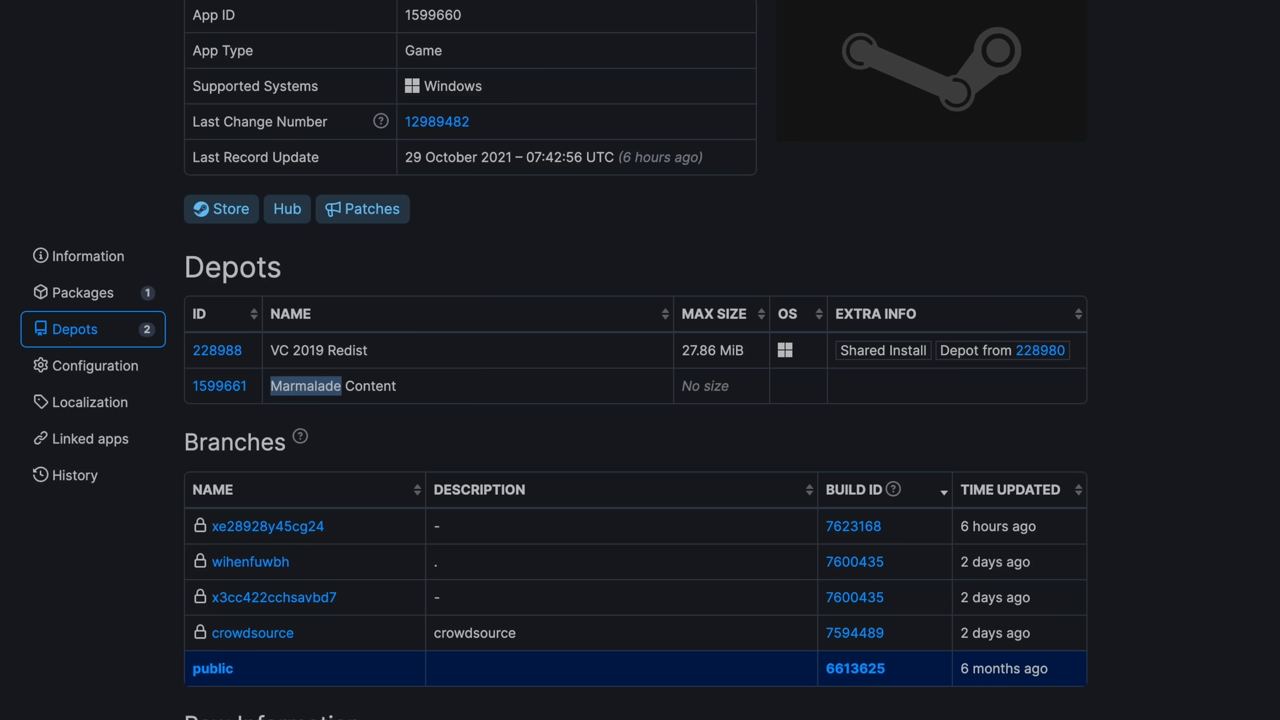 App ID 1599660
App Type Game
Supported Systems Windows
Last Change Number ? 12989482
Last Record Update 29 October 2021 – 07:42:56 UTC (6 hours ago)
Store Hub Patches
Information
Packages 1
Depots 2
Configuration
Localization
Linked apps
History
Depots
ID NAME MAX SIZE OS EXTRA INFO
228988 VC 2019 Redist 27.86 MiB Shared Install Depot from 228980
1599661 Marmalade Content No size
Branches ?
NAME DESCRIPTION BUILD ID ? TIME UPDATED
xe28928y45cg24 - 7623168 6 hours ago
wihenfuwbh . 7600435 2 days ago
x3cc422cchsavbd7 - 7600435 2 days ago
crowdsource crowdsource 7594489 2 days ago
public 6613625 6 months ago